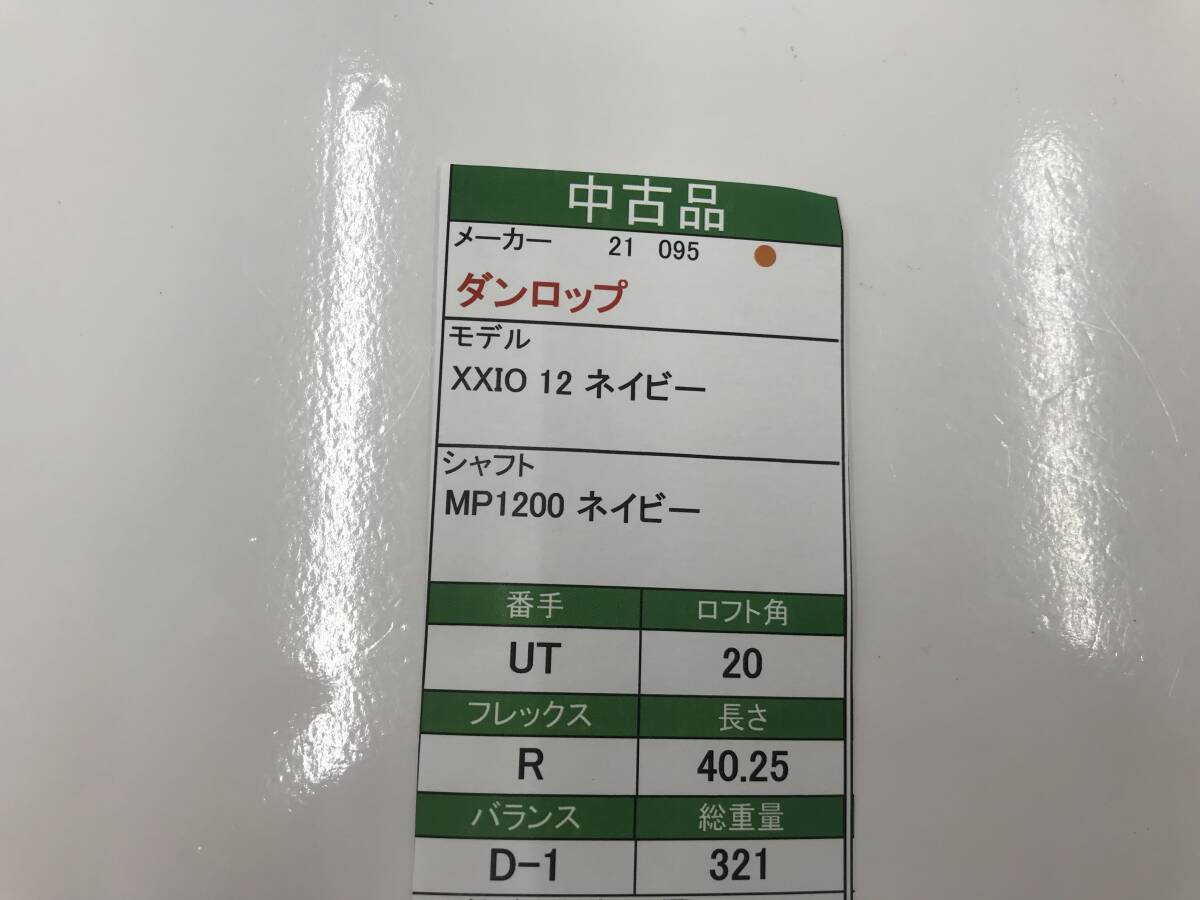 中古品
メーカー 21 095
ダンロップ
モデル
XXIO 12 ネイビー
シャフト
MP1200 ネイビー
番手 ロフト角
UT 20
フレックス 長さ
R 40.25
バランス 総重量
D-1 321